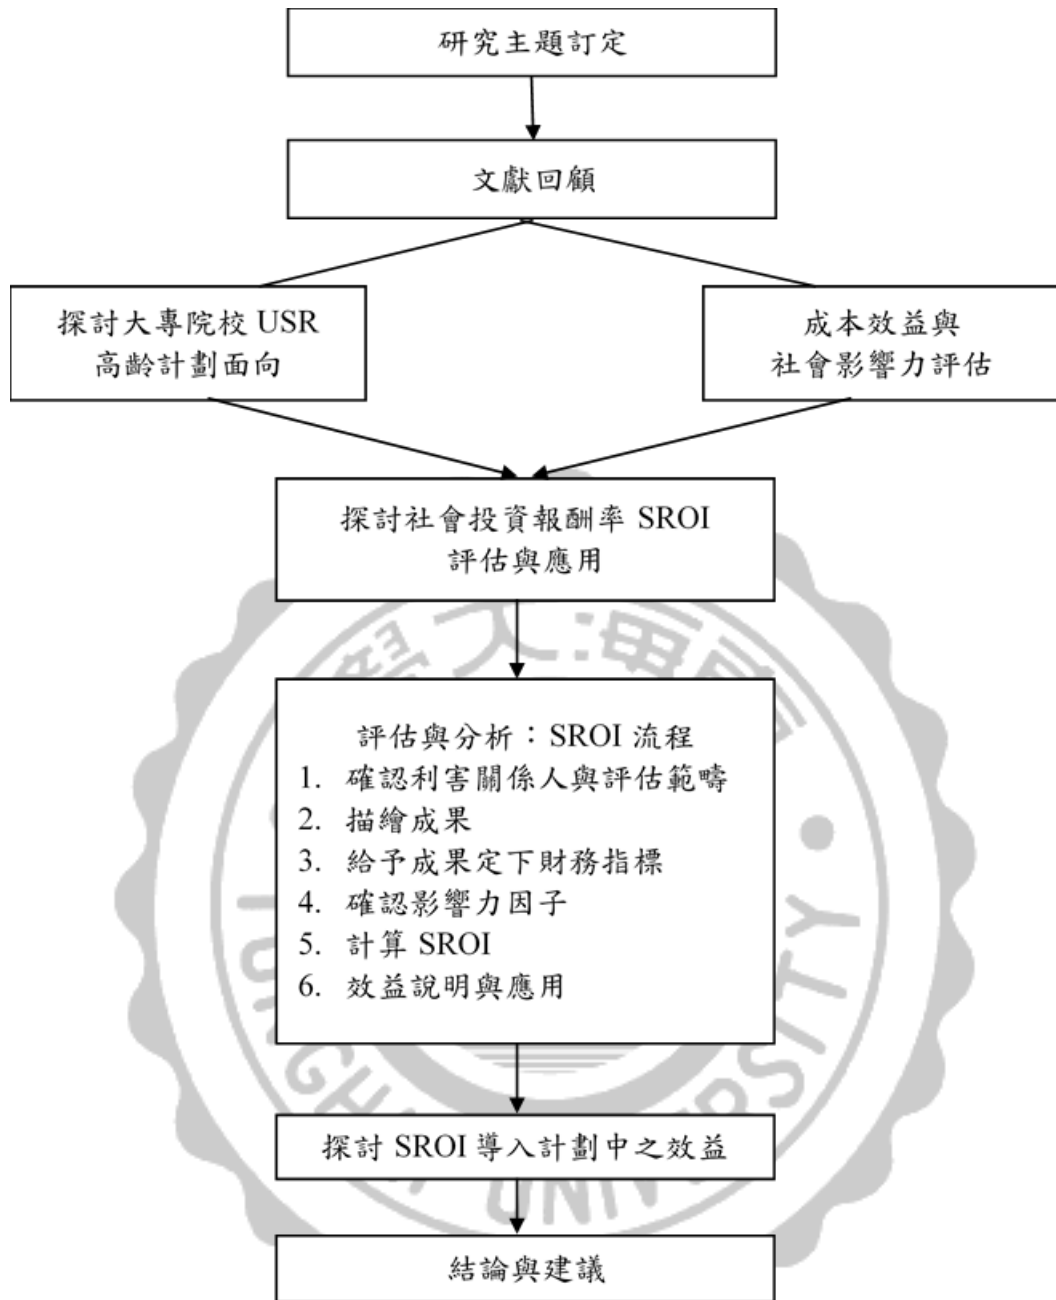 研究主題訂定
文獻回顧
探討大專院校 USR
高齡計劃面向
成本效益與
社會影響力評估
探討社會投資報酬率 SROI
評估與應用
評估與分析：SROI 流程
1. 確認利害關係人與評估範疇
2. 描繪成果
3. 給予成果定下財務指標
4. 確認影響力因子
5. 計算 SROI
6. 效益說明與應用
探討 SROI 導入計劃中之效益
結論與建議